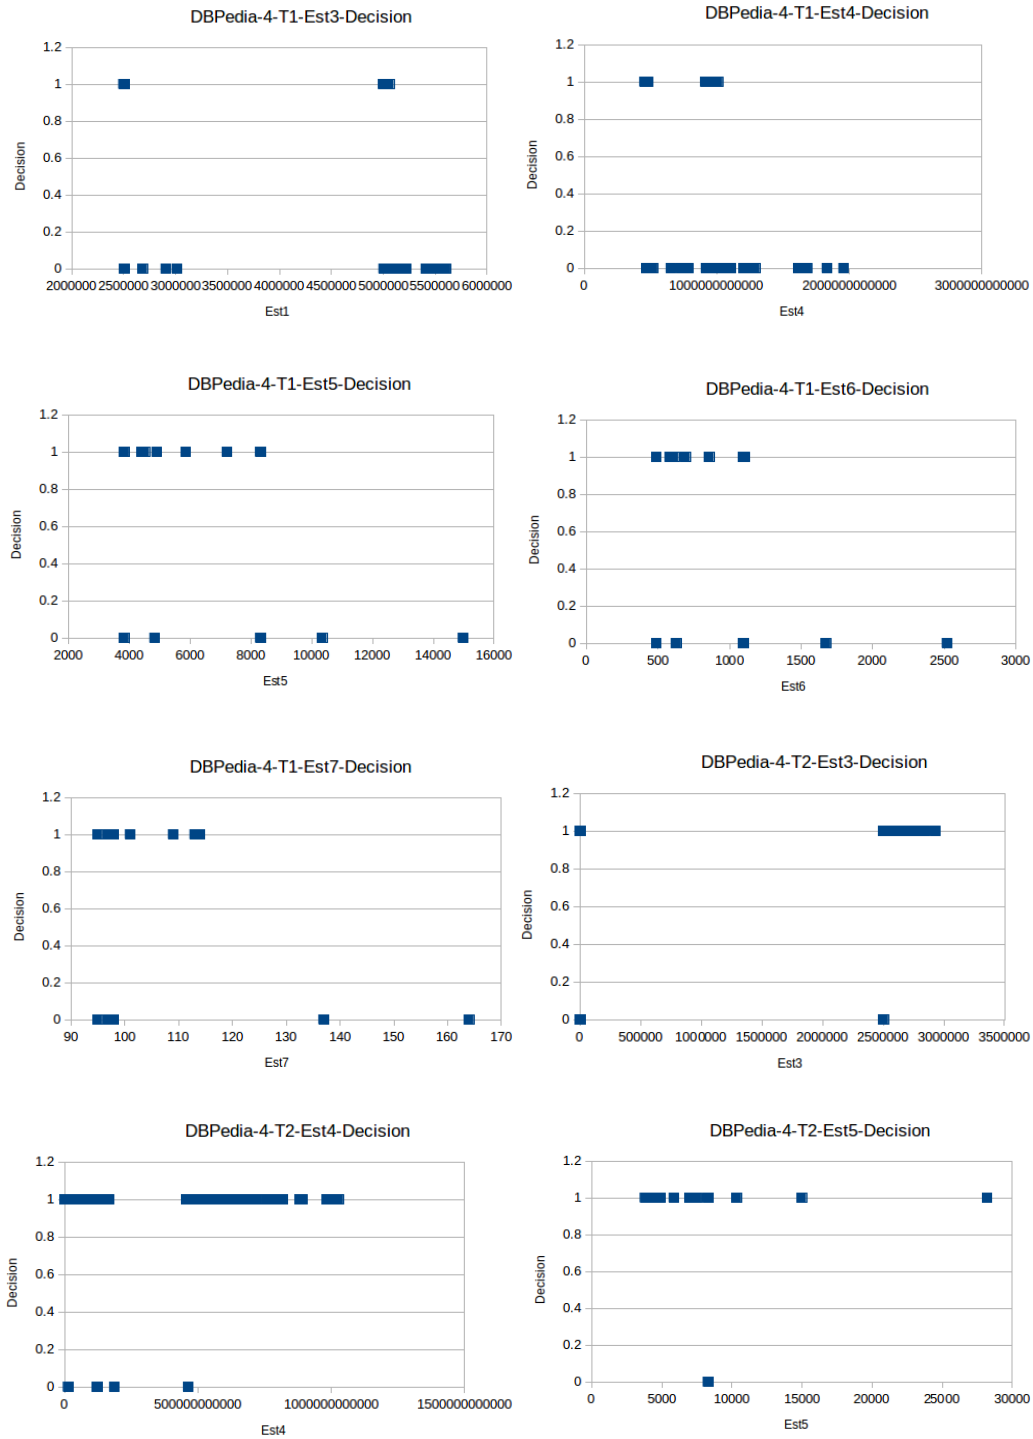 DBPedia-4-T1-Est3-Decision
1.2
1
0.8
0.6
0.4
0.2
0
Decision
2000000 2500000 3000000 3500000 4000000 4500000 5000000 5500000 6000000
Est1
DBPedia-4-T1-Est4-Decision
1.2
1
0.8
0.6
0.4
0.2
0
Decision
0 1000000000000 2000000000000 3000000000000
Est4
DBPedia-4-T1-Est5-Decision
1.2
1
0.8
0.6
0.4
0.2
0
Decision
2000 4000 6000 8000 10000 12000 14000 16000
Est5
DBPedia-4-T1-Est6-Decision
1.2
1
0.8
0.6
0.4
0.2
0
Decision
0 500 1000 1500 2000 2500 3000
Est6
DBPedia-4-T1-Est7-Decision
1.2
1
0.8
0.6
0.4
0.2
0
Decision
90 100 110 120 130 140 150 160 170
Est7
DBPedia-4-T2-Est3-Decision
1.2
1
0.8
0.6
0.4
0.2
0
Decision
0 500000 1000000 1500000 2000000 2500000 3000000 3500000
Est3
DBPedia-4-T2-Est4-Decision
1.2
1
0.8
0.6
0.4
0.2
0
Decision
0 500000000000 1000000000000 1500000000000
Est4
DBPedia-4-T2-Est5-Decision
1.2
1
0.8
0.6
0.4
0.2
0
Decision
0 5000 10000 15000 20000 25000 30000
Est5